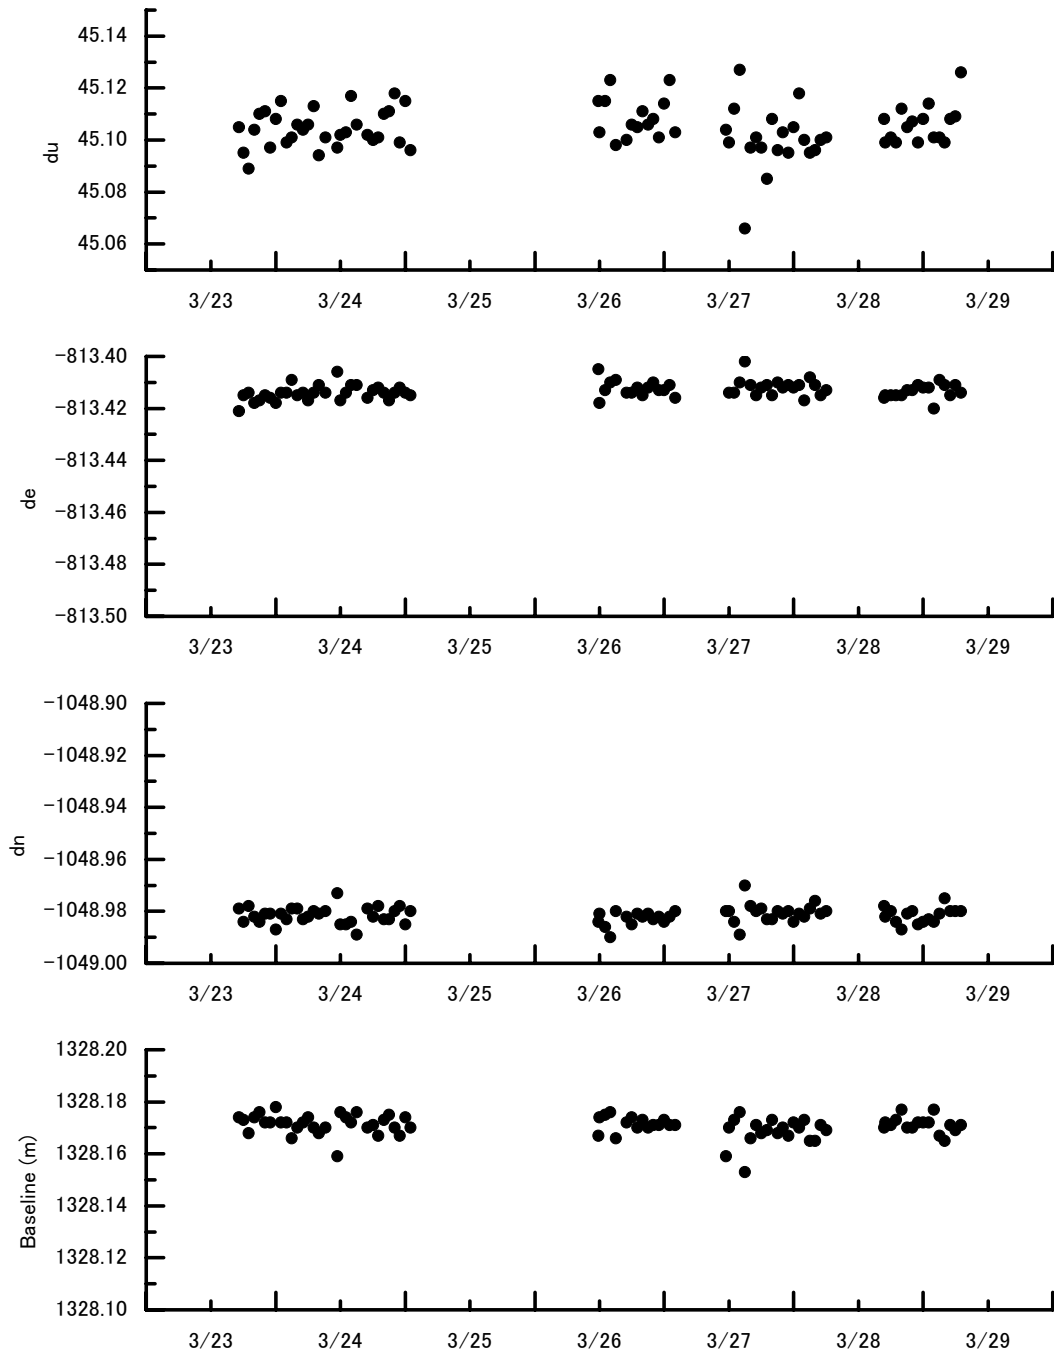 45.14
45.12
45.10
45.08
45.06
du
3/23 3/24 3/25 3/26 3/27 3/28 3/29
-813.40
-813.42
-813.44
-813.46
-813.48
-813.50
de
3/23 3/24 3/25 3/26 3/27 3/28 3/29
-1048.90
-1048.92
-1048.94
-1048.96
-1048.98
-1049.00
dn
3/23 3/24 3/25 3/26 3/27 3/28 3/29
1328.20
1328.18
1328.16
1328.14
1328.12
1328.10
Baseline (m)
3/23 3/24 3/25 3/26 3/27 3/28 3/29